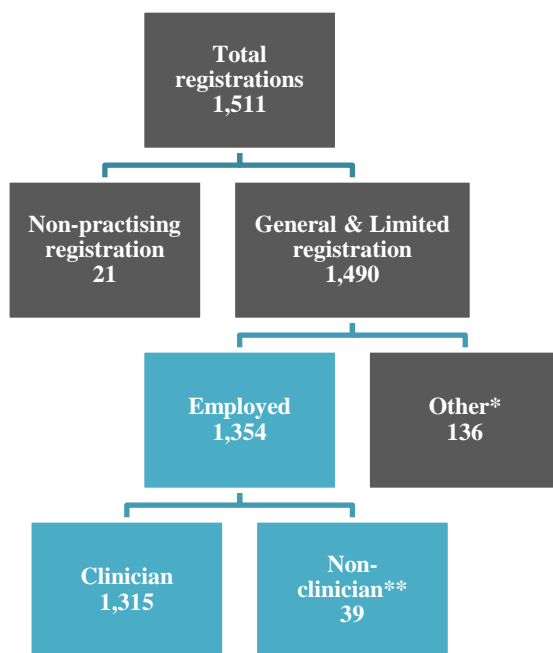 Total
registrations
1,511
Non-practising
registration
21
General & Limited
registration
1,490
Employed
1,354
Other*
136
Clinician
1,315
Non-
clinician**
39